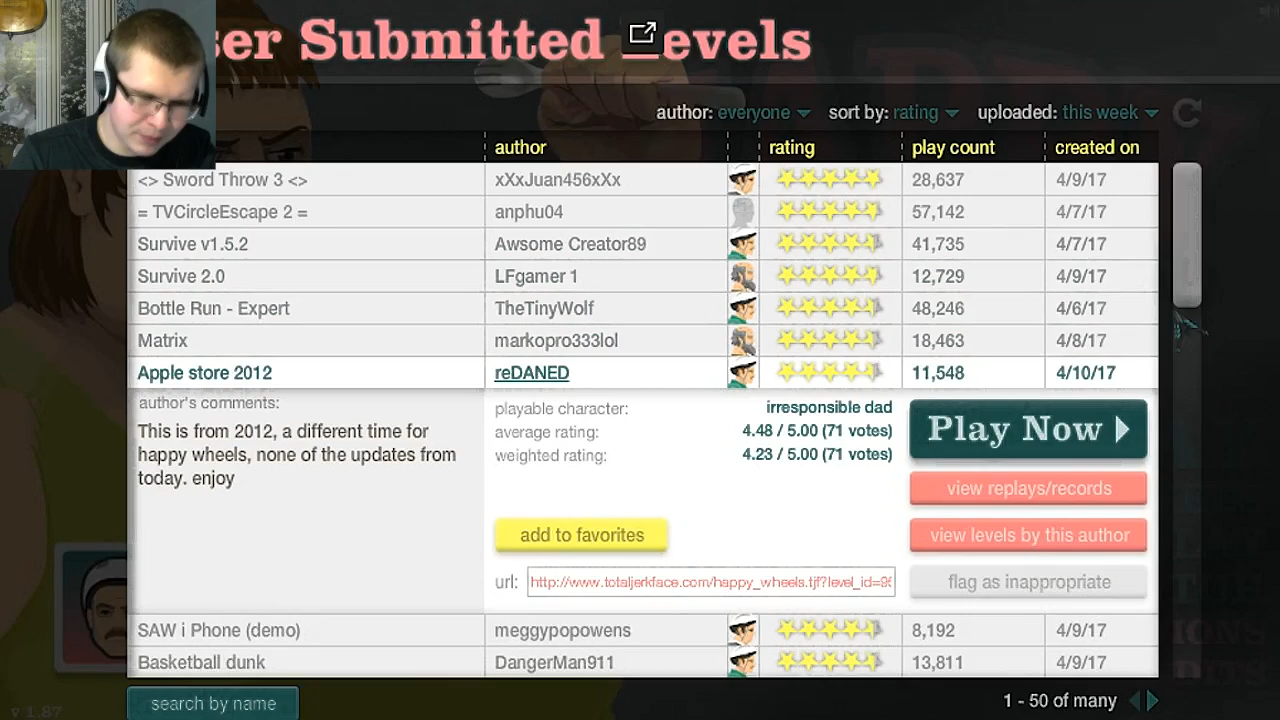 ser Submitted Levels
author: everyone sort by: rating uploaded: this week
author rating play count created on
<> Sword Throw 3 <> xXxJuan456xXx 28,637 4/9/17
= TVCircleEscape 2 = anphu04 57,142 4/7/17
Survive v1.5.2 Awsome Creator89 41,735 4/7/17
Survive 2.0 LFgamer 1 12,729 4/9/17
Bottle Run - Expert TheTinyWolf 48,246 4/6/17
Matrix markopro333lol 18,463 4/8/17
Apple store 2012 reDANED 11,548 4/10/17
author's comments:
This is from 2012, a different time for
happy wheels, none of the updates from
today. enjoy
playable character: irresponsible dad
average rating: 4.48 / 5.00 (71 votes)
weighted rating: 4.23 / 5.00 (71 votes)
add to favorites
url: http://www.totaljerkface.com/happy_wheels.tjf?level_id=9
Play Now
view replays/records
view levels by this author
flag as inappropriate
SAW i Phone (demo) meggypopowens 8,192 4/9/17
Basketball dunk DangerMan911 13,811 4/9/17
search by name 1 - 50 of many
v 1.87